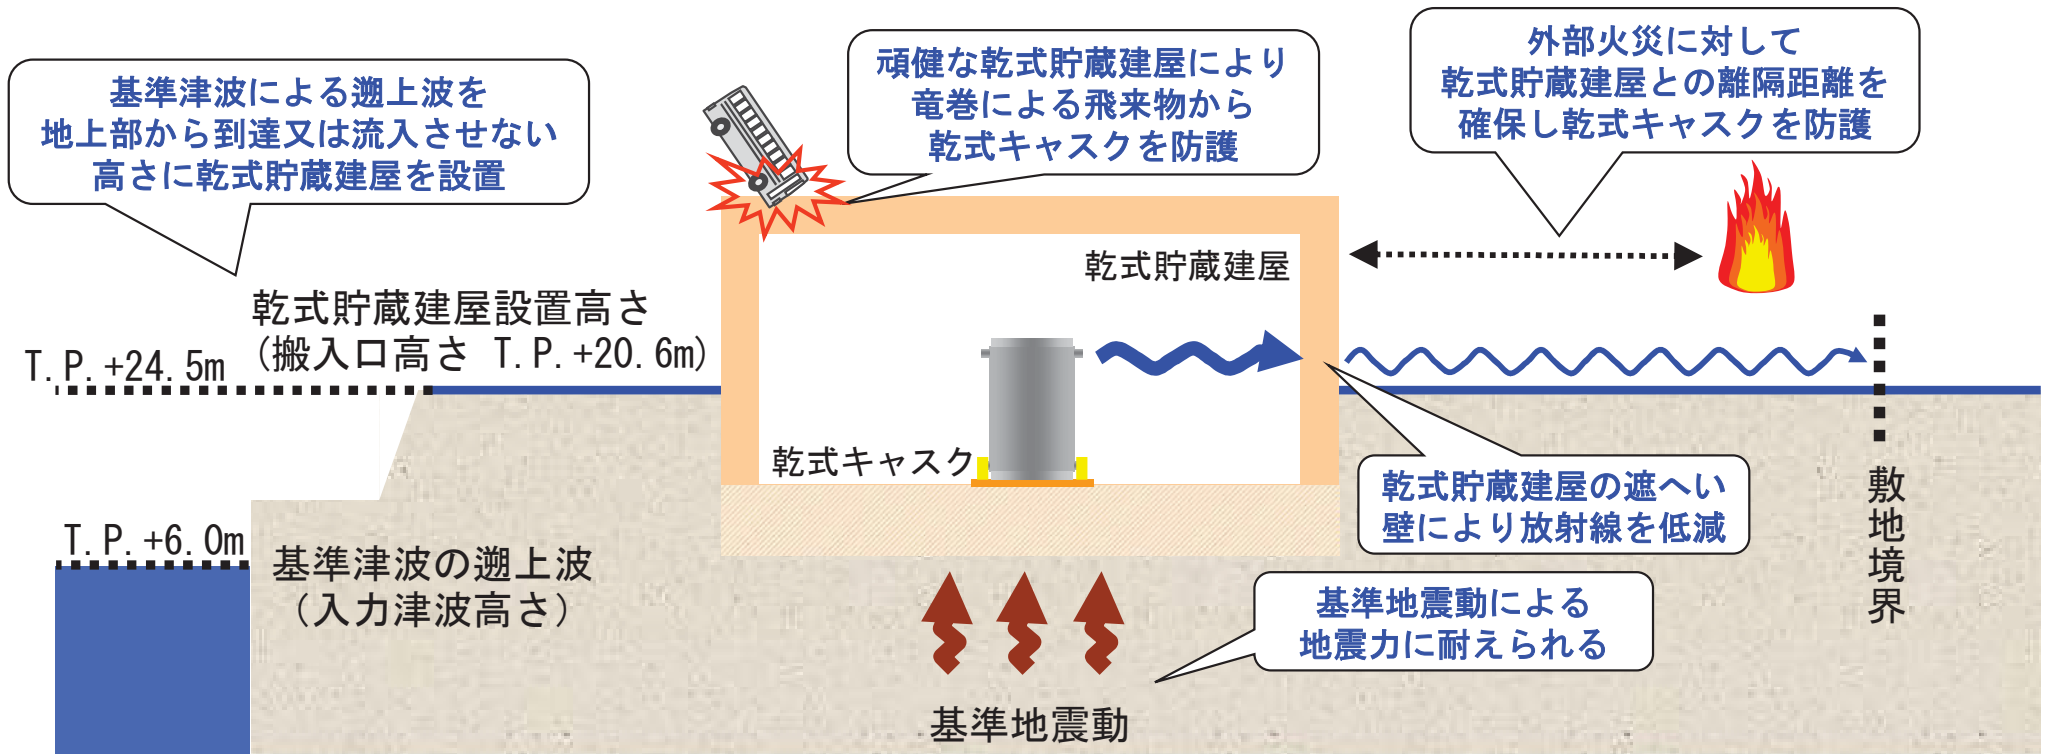 基準津波による遡上波を
地上部から到達又は流入させない
高さに乾式貯蔵建屋を設置
頑健な乾式貯蔵建屋により
竜巻による飛来物から
乾式キャスクを防護
外部火災に対して
乾式貯蔵建屋との離隔距離を
確保し乾式キャスクを防護
乾式貯蔵建屋
乾式貯蔵建屋設置高さ
(搬入口高さ T.P.+20.6m)
T.P.+24.5m
乾式キャスク
乾式貯蔵建屋の遮へい
壁により放射線を低減
敷地境界
T.P.+6.0m
基準津波の遡上波
(入力津波高さ)
基準地震動による
地震力に耐えられる
基準地震動